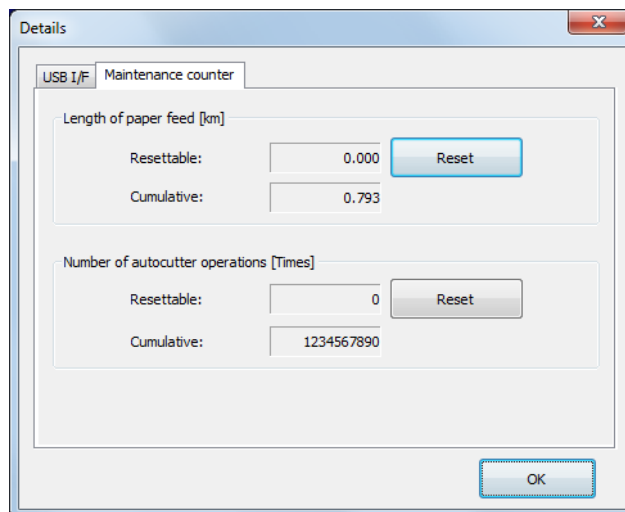 Details
USB I/F Maintenance counter
Length of paper feed [km]
Resettable: 0.000 Reset
Cumulative: 0.793
Number of autocutter operations [Times]
Resettable: 0 Reset
Cumulative: 1234567890
OK